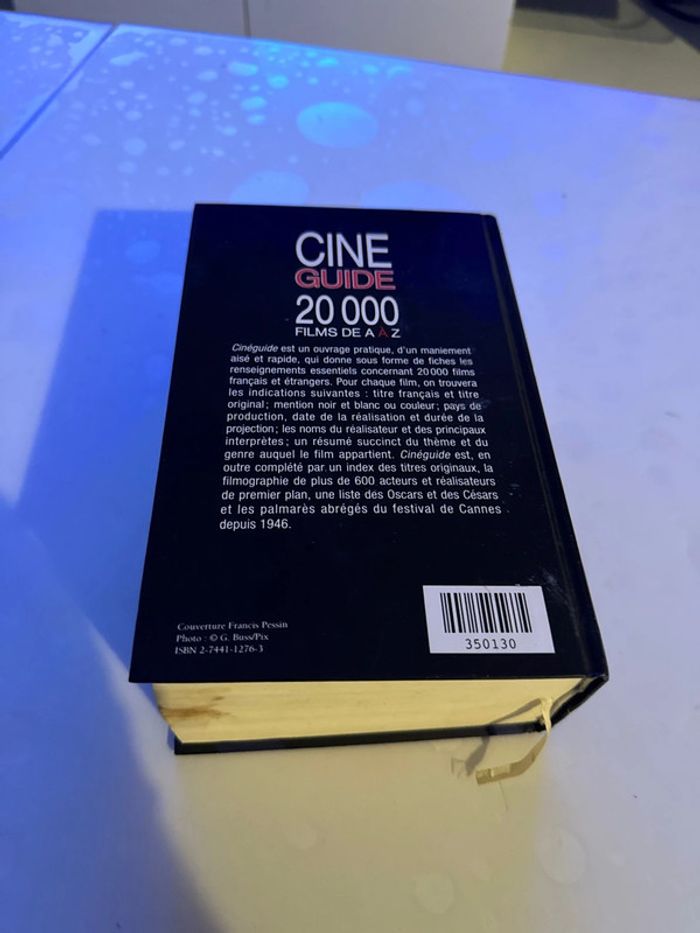 CINE
GUIDE
20 000
FILMS DE A À Z
Cinéguide est un ouvrage pratique, d'un maniement
aisé et rapide, qui donne sous forme de fiches les
renseignements essentiels concernant 20 000 films
français et étrangers. Pour chaque film, on trouvera
les indications suivantes : titre français et titre
original ; mention noir et blanc ou couleur ; pays de
production, date de la réalisation et durée de la
projection ; les noms du réalisateur et des principaux
interprètes ; un résumé succinct du thème et du
genre auquel le film appartient. Cinéguide est, en
outre complété par un index des titres originaux, la
filmographie de plus de 600 acteurs et réalisateurs
de premier plan, une liste des Oscars et des Césars
et les palmarès abrégés du festival de Cannes
depuis 1946.
Couverture Francis Pessin
Photo : © G. Buss/Pix
ISBN 2-7441-1276-3
350130